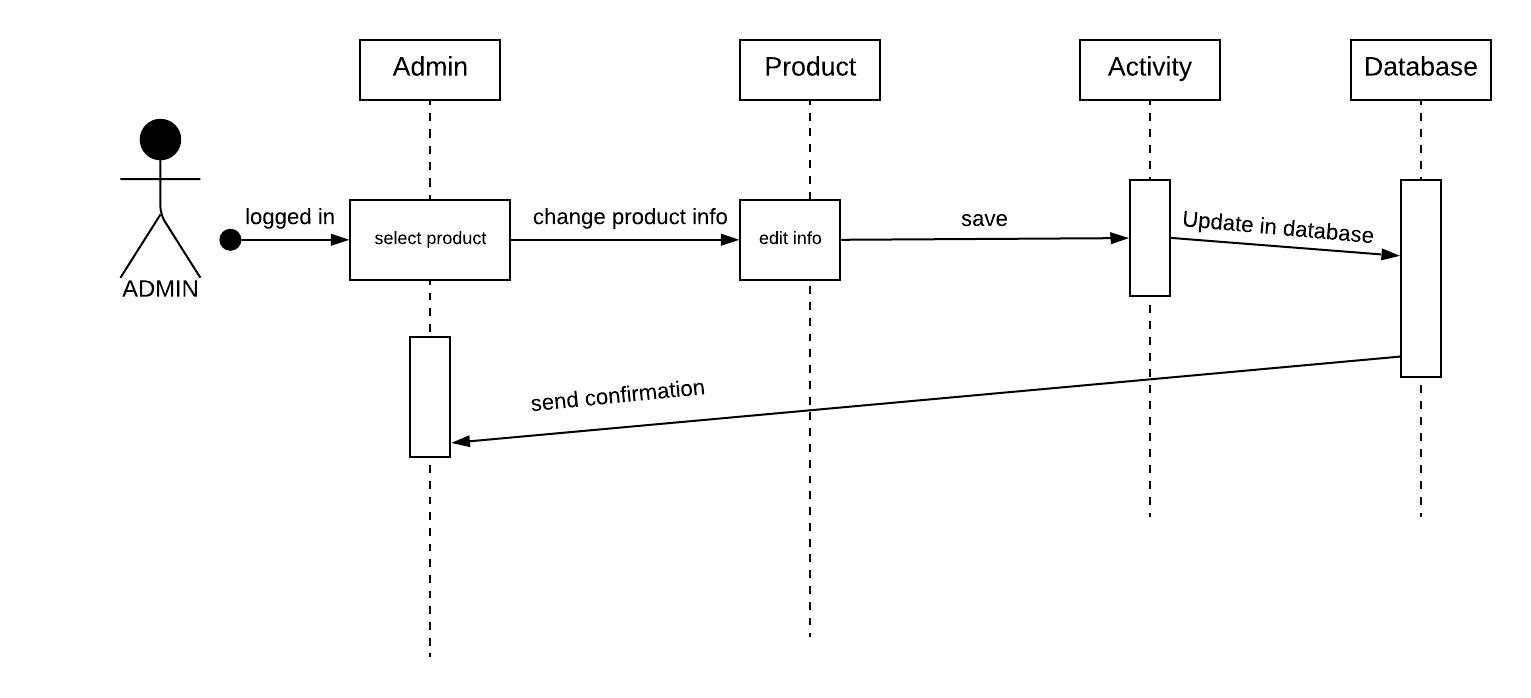 Admin
Product
Activity
Database
logged in
select product
change product info
edit info
save
Update in database
ADMIN
send confirmation